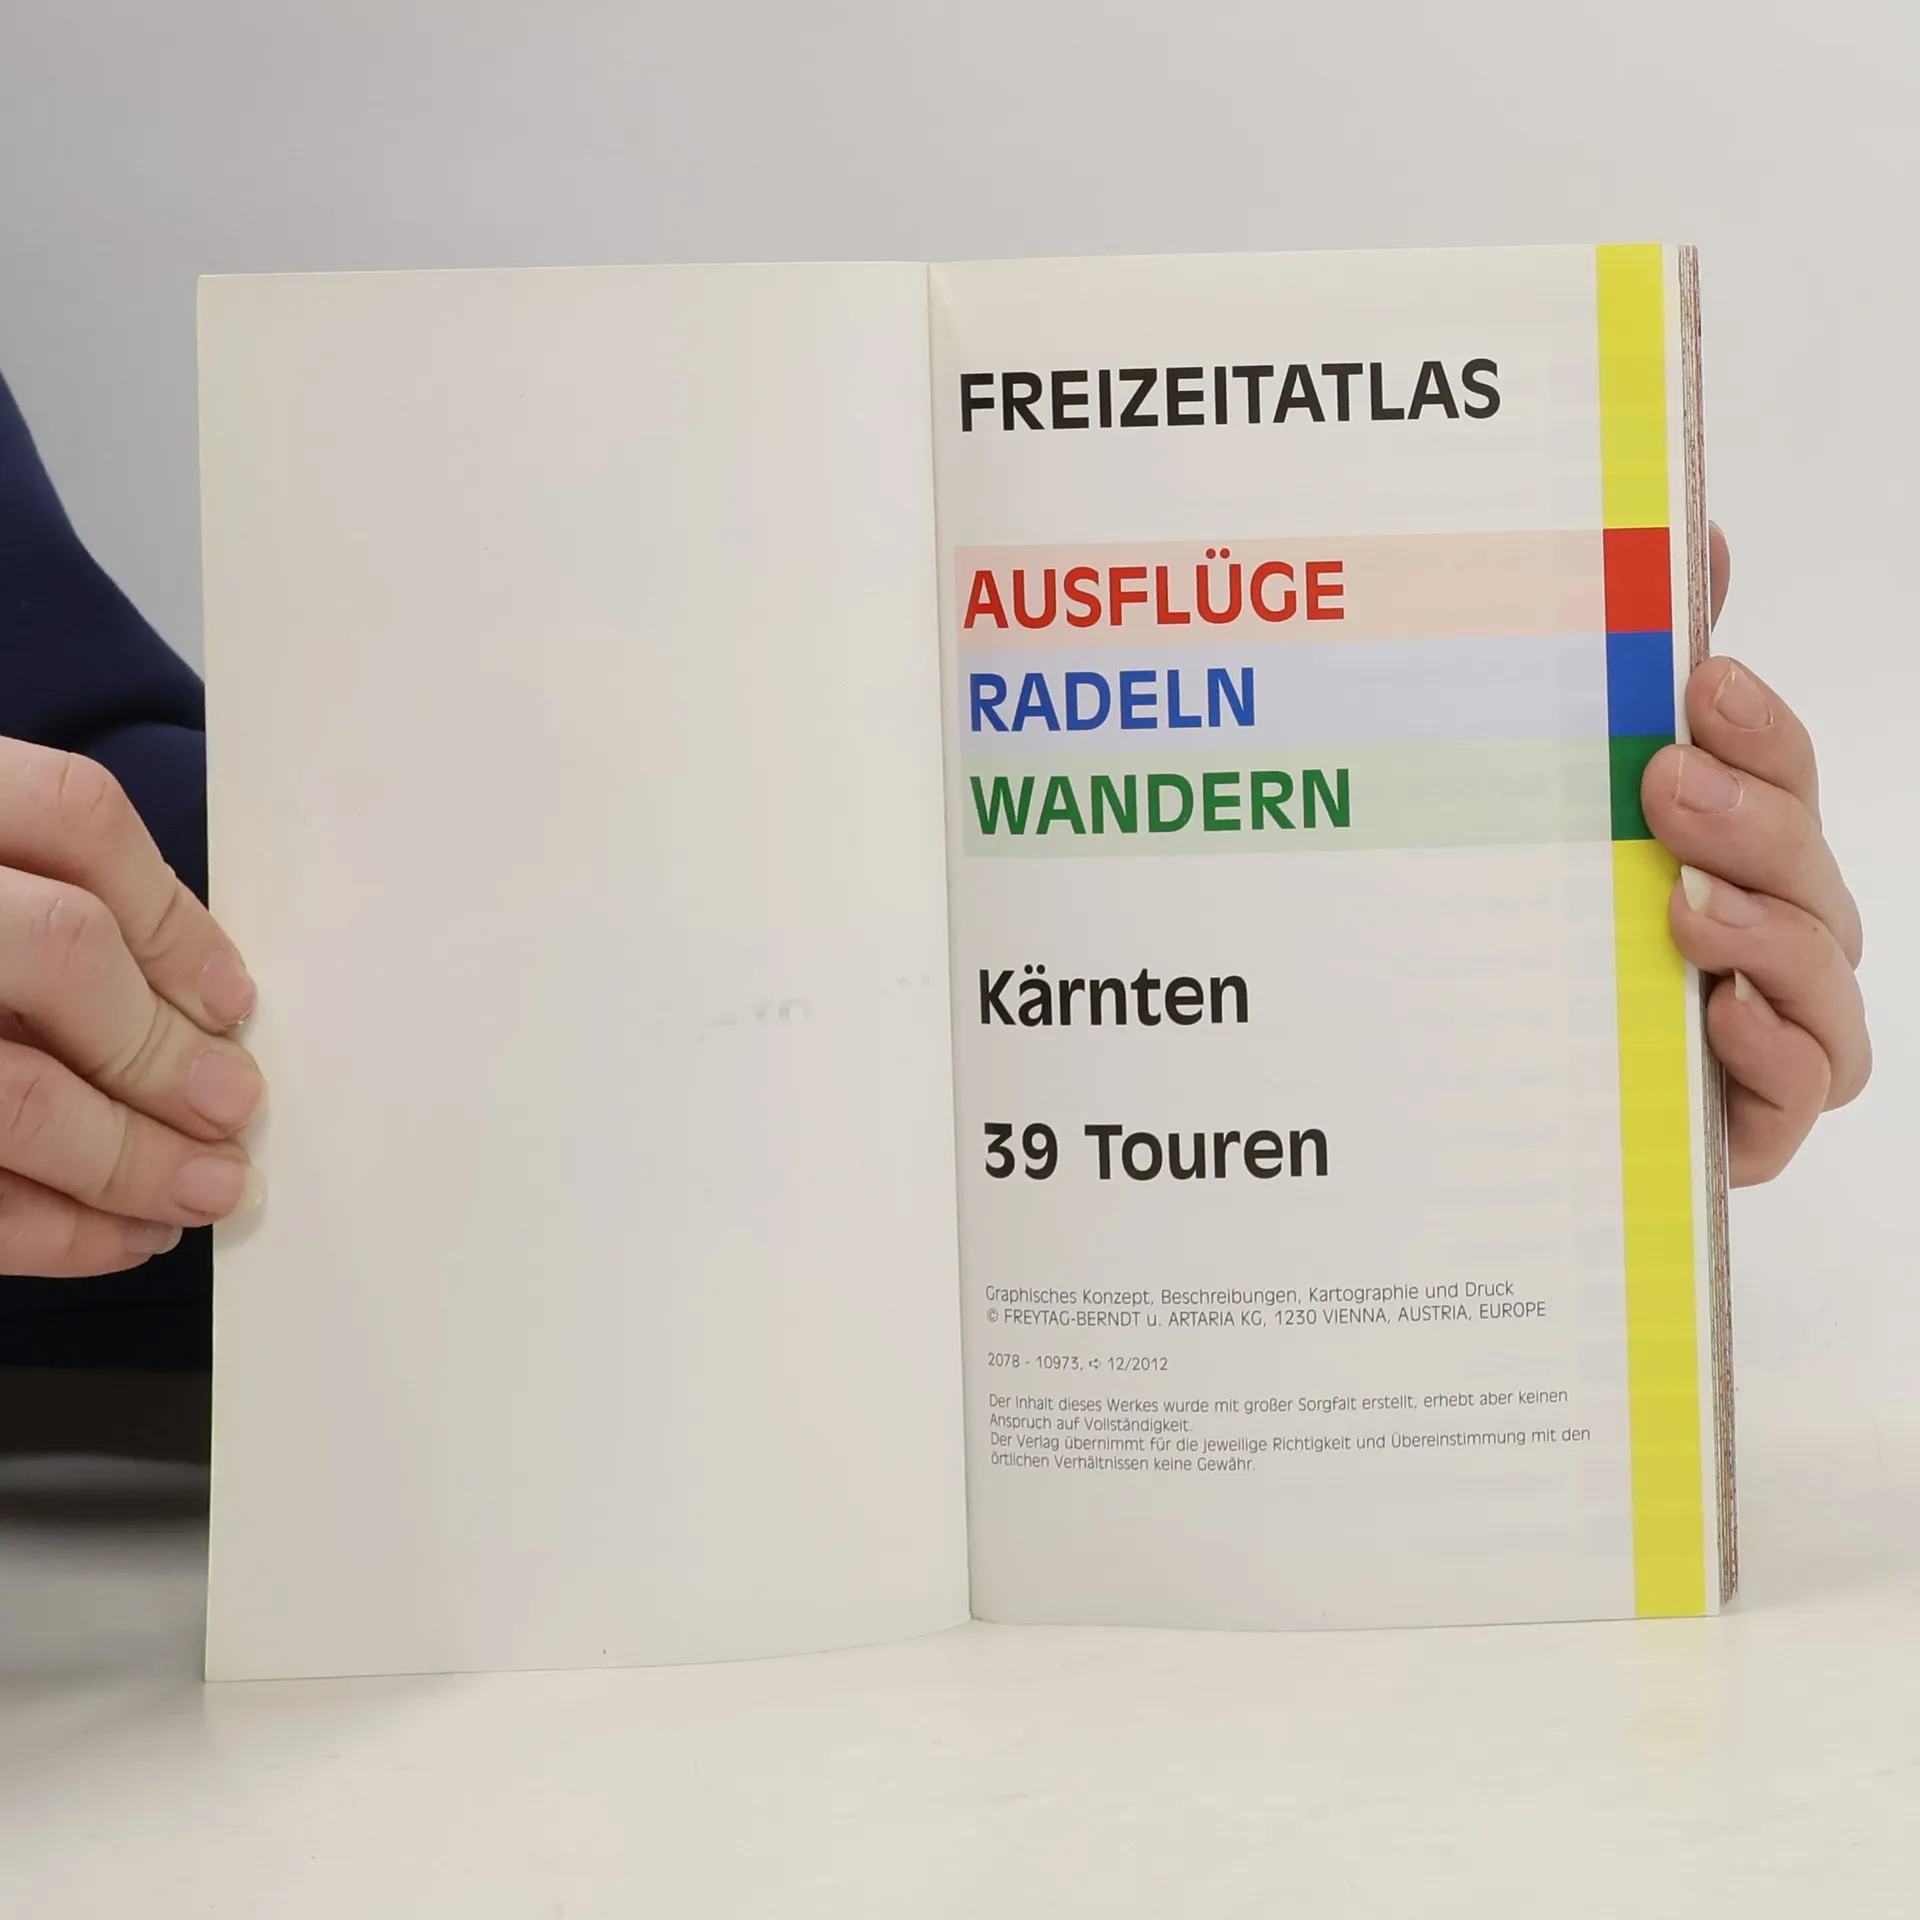 FREIZEITATLAS
AUSFLÜGE
RADELN
WANDERN
Kärnten
39 Touren
Graphisches Konzept, Beschreibungen, Kartographie und Druck
© FREYTAG-BERNDT u. ARTARIA KG, 1230 VIENNA, AUSTRIA, EUROPE
2078 - 10973, ➪ 12/2012
Der Inhalt dieses Werkes wurde mit großer Sorgfalt erstellt, erhebt aber keinen
Anspruch auf Vollständigkeit.
Der Verlag übernimmt für die jeweilige Richtigkeit und Übereinstimmung mit den
örtlichen Verhältnissen keine Gewähr.